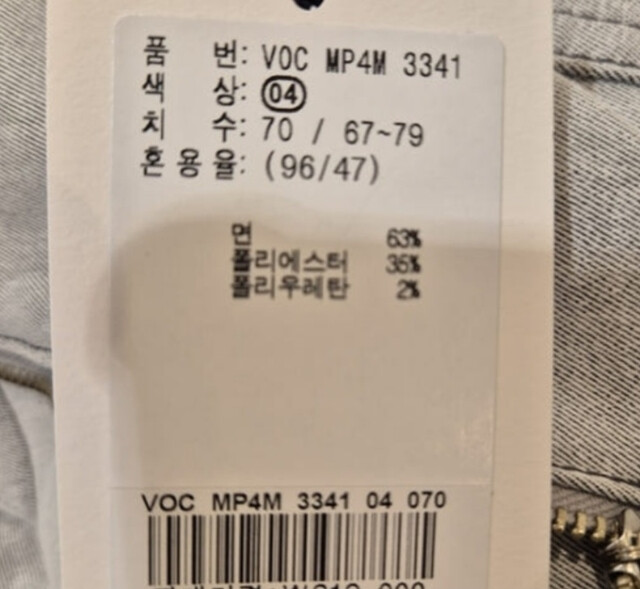 품 번: VOC MP4M 3341
색 상: 04
치 수: 70 / 67~79
혼 용 율: (96/47)
면 63%
폴리에스터 35%
폴리우레탄 2%
VOC MP4M 3341 04 070